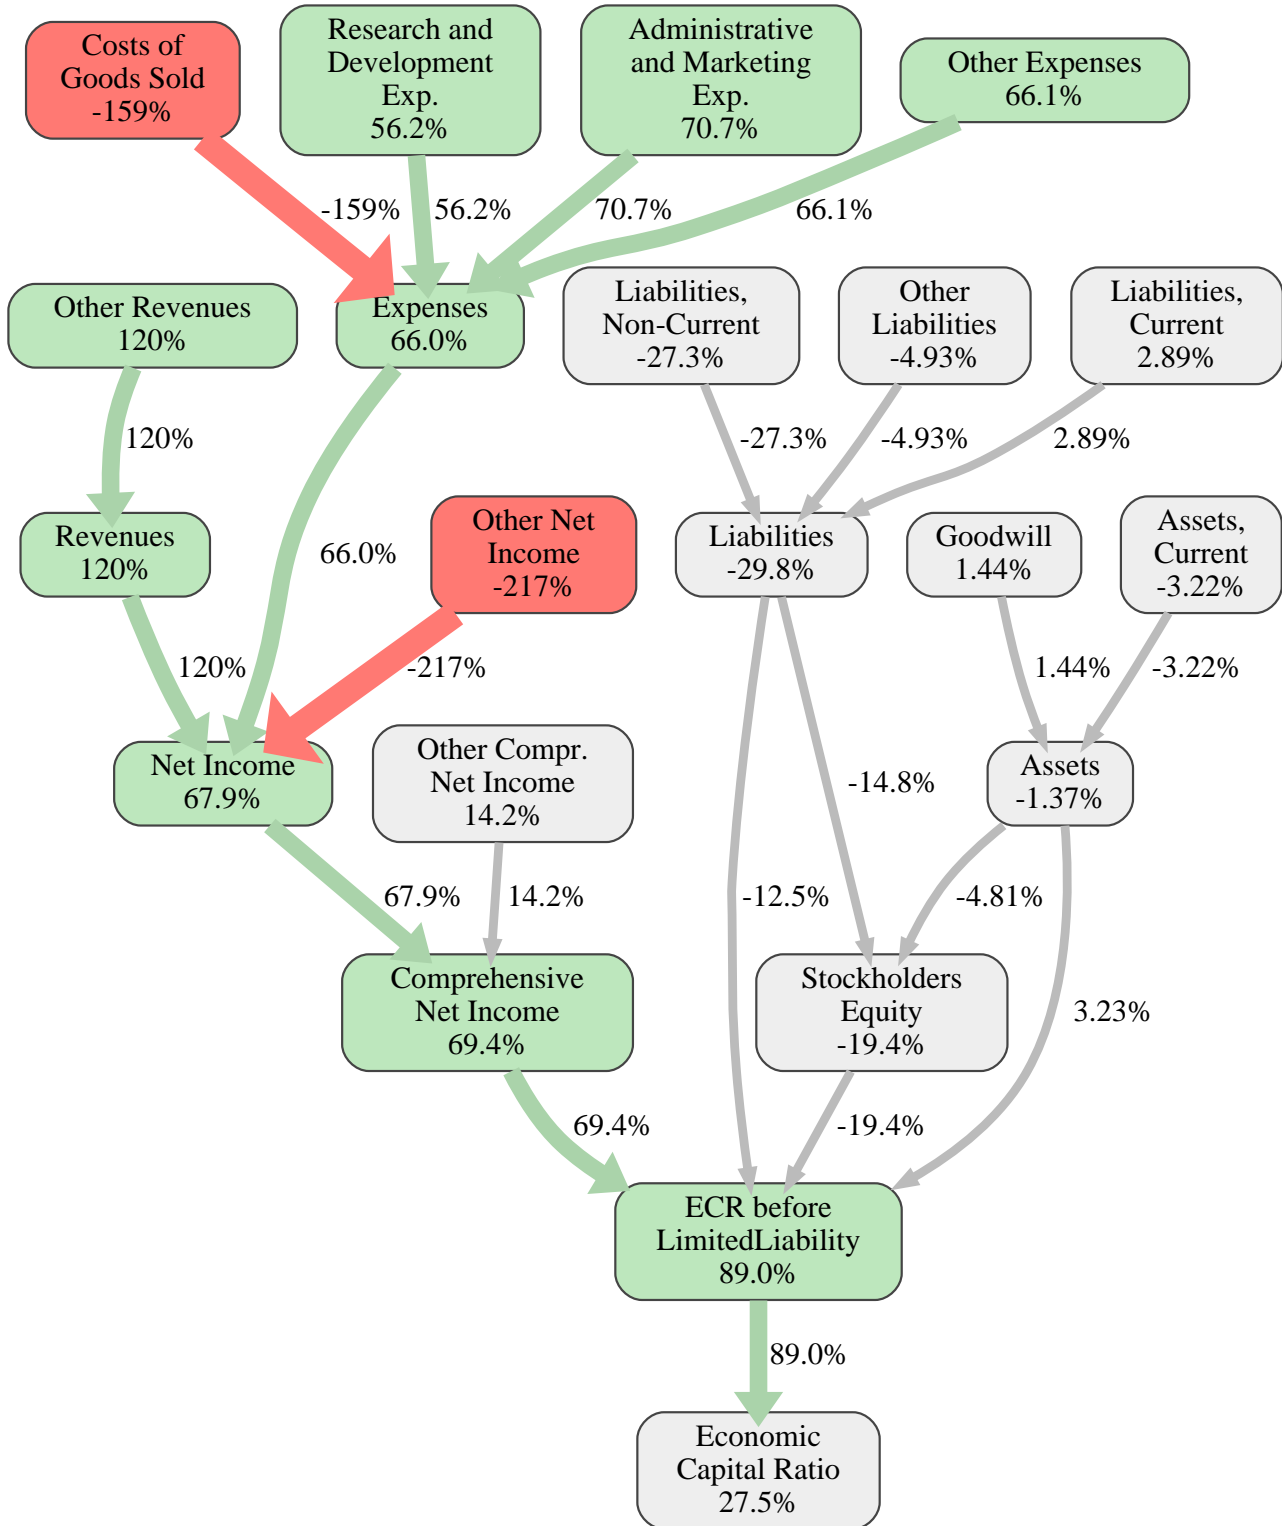 Costs of
Goods Sold
-159%
Research and
Development
Exp.
56.2%
Administrative
and Marketing
Exp.
70.7%
Other Expenses
66.1%
-159%
56.2%
70.7%
66.1%
Other Revenues
120%
Expenses
66.0%
Liabilities,
Non-Current
-27.3%
Other
Liabilities
-4.93%
Liabilities,
Current
2.89%
120%
-27.3%
-4.93%
2.89%
Revenues
120%
66.0%
Other Net
Income
-217%
Liabilities
-29.8%
Goodwill
1.44%
Assets,
Current
-3.22%
120%
-217%
1.44%
-3.22%
Net Income
67.9%
Other Compr.
Net Income
14.2%
-14.8%
Assets
-1.37%
67.9%
14.2%
-12.5%
-4.81%
Comprehensive
Net Income
69.4%
Stockholders
Equity
-19.4%
3.23%
69.4%
-19.4%
ECR before
LimitedLiability
89.0%
89.0%
Economic
Capital Ratio
27.5%